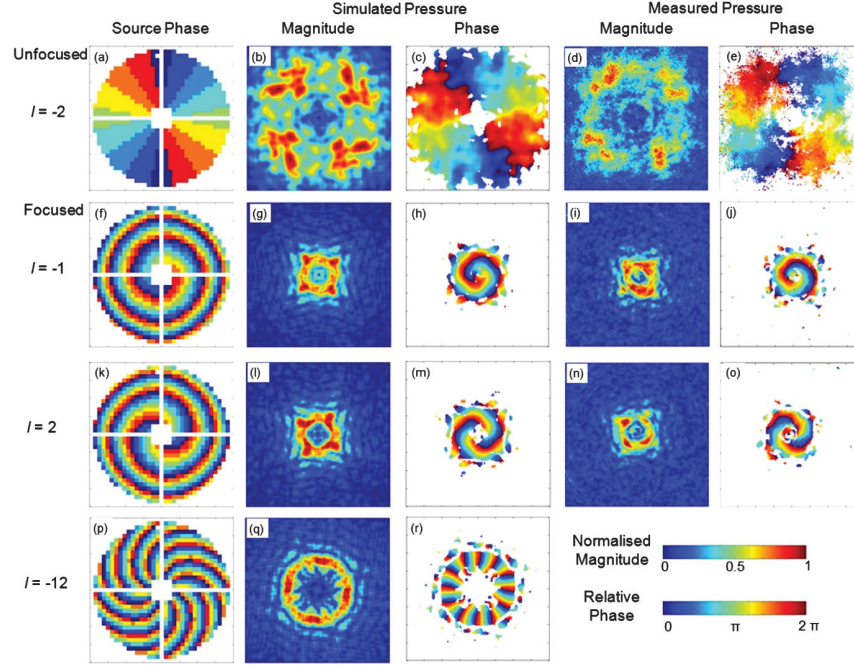 Simulated Pressure Measured Pressure
Source Phase Magnitude Phase Magnitude Phase
Unfocused
l = -2
(a) (b) (c) (d) (e)
Focused
l = -1
(f) (g) (h) (i) (j)
l = 2
(k) (l) (m) (n) (o)
l = -12
(p) (q) (r)
Normalised
Magnitude
0 0.5 1
Relative
Phase
0 π 2 π